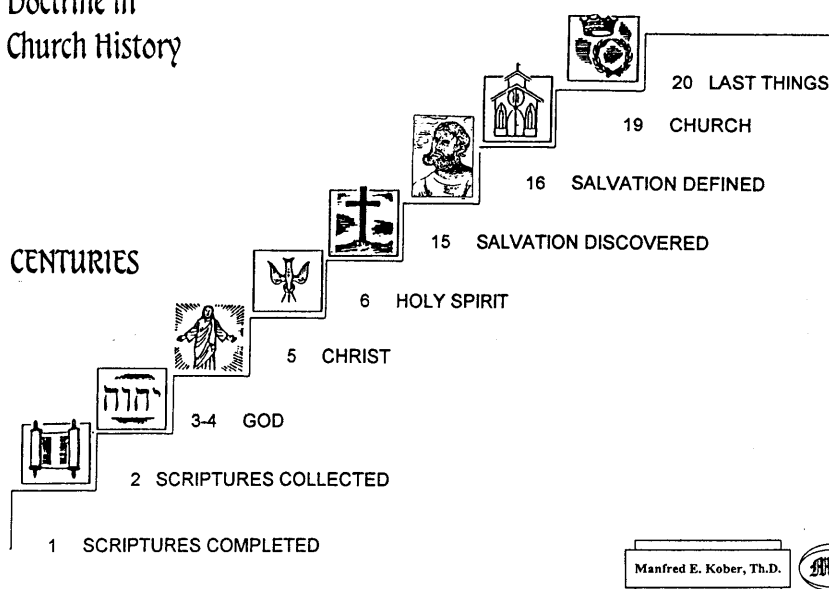 Doctrine in
Church History
20 LAST THINGS
19 CHURCH
16 SALVATION DEFINED
15 SALVATION DISCOVERED
CENTURIES
6 HOLY SPIRIT
5 CHRIST
יהוה
3-4 GOD
2 SCRIPTURES COLLECTED
1 SCRIPTURES COMPLETED
Manfred E. Kober, Th.D.